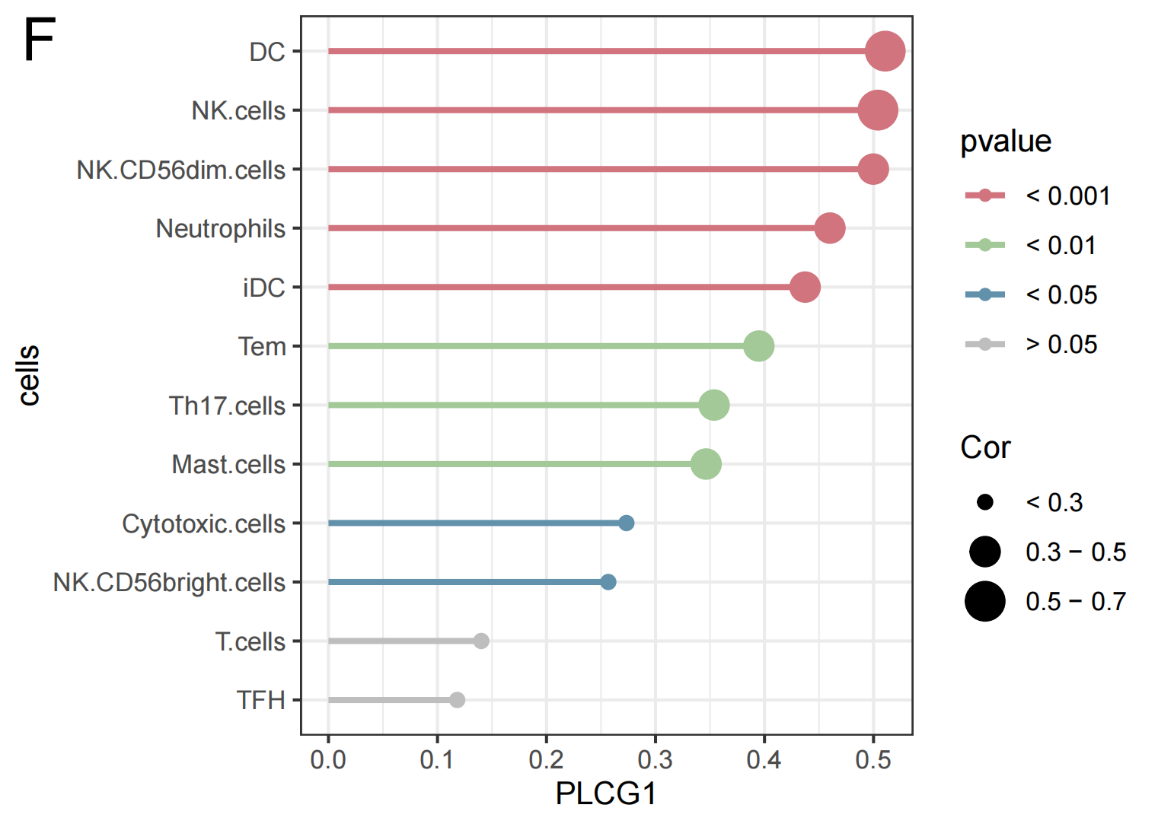 F
DC
NK.cells
NK.CD56dim.cells
Neutrophils
iDC
Tem
Th17.cells
Mast.cells
Cytotoxic.cells
NK.CD56bright.cells
T.cells
TFH
cells
0.0 0.1 0.2 0.3 0.4 0.5
PLCG1
pvalue
< 0.001
< 0.01
< 0.05
> 0.05
Cor
< 0.3
0.3 − 0.5
0.5 − 0.7